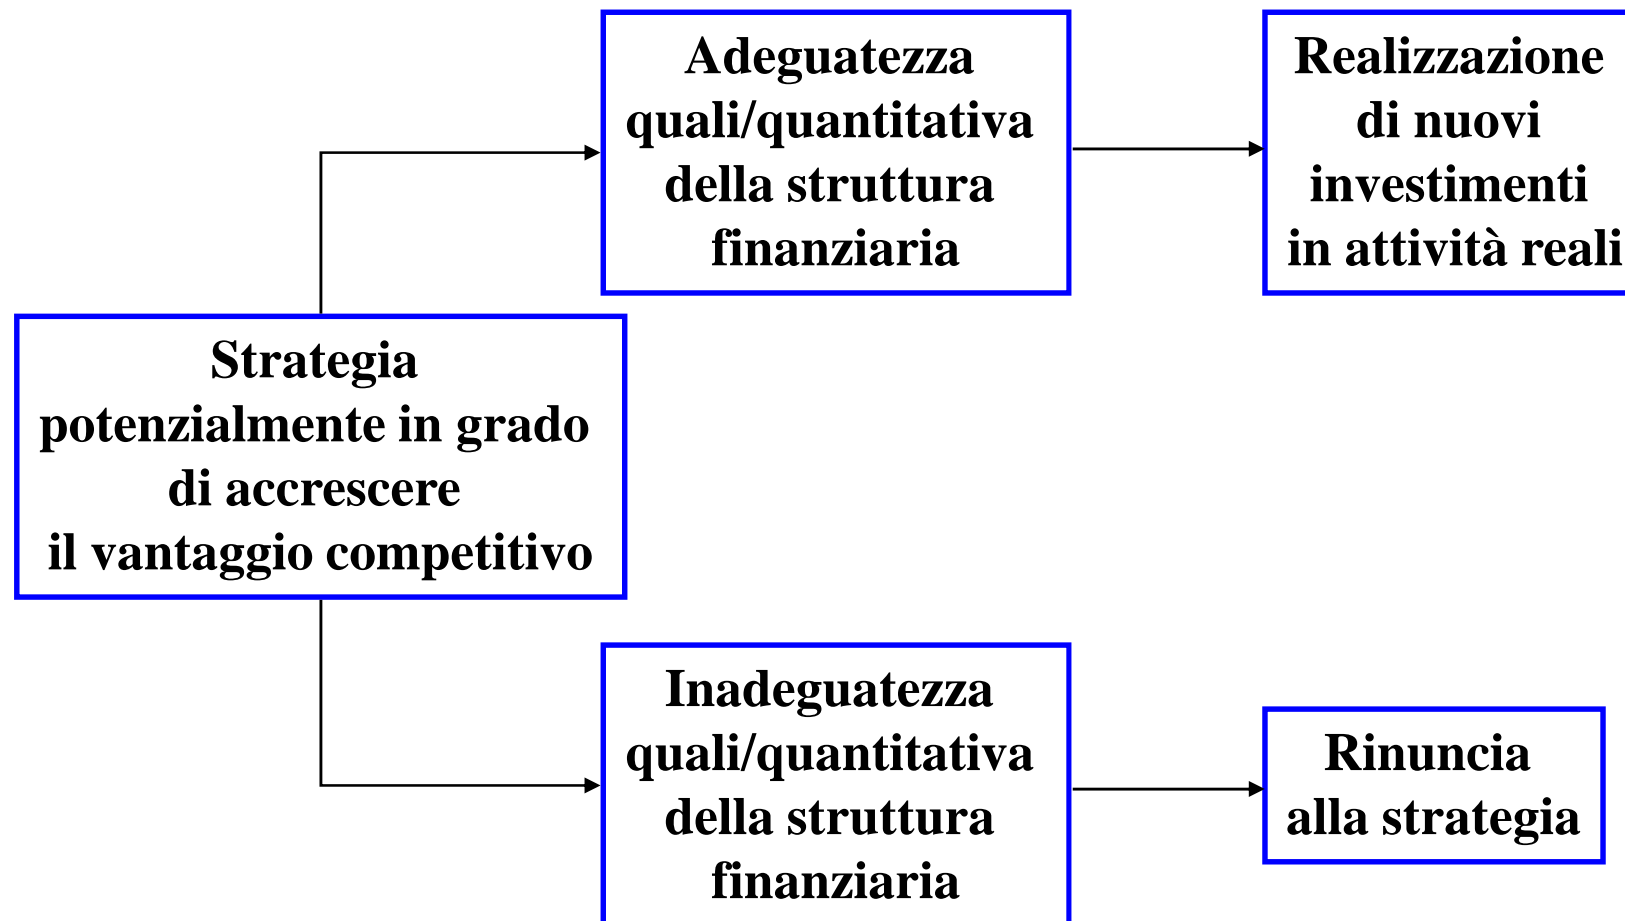 Adeguatezza
quali/quantitativa
della struttura
finanziaria
Realizzazione
di nuovi
investimenti
in attività reali
Strategia
potenzialmente in grado
di accrescere
il vantaggio competitivo
Inadeguatezza
quali/quantitativa
della struttura
finanziaria
Rinuncia
alla strategia